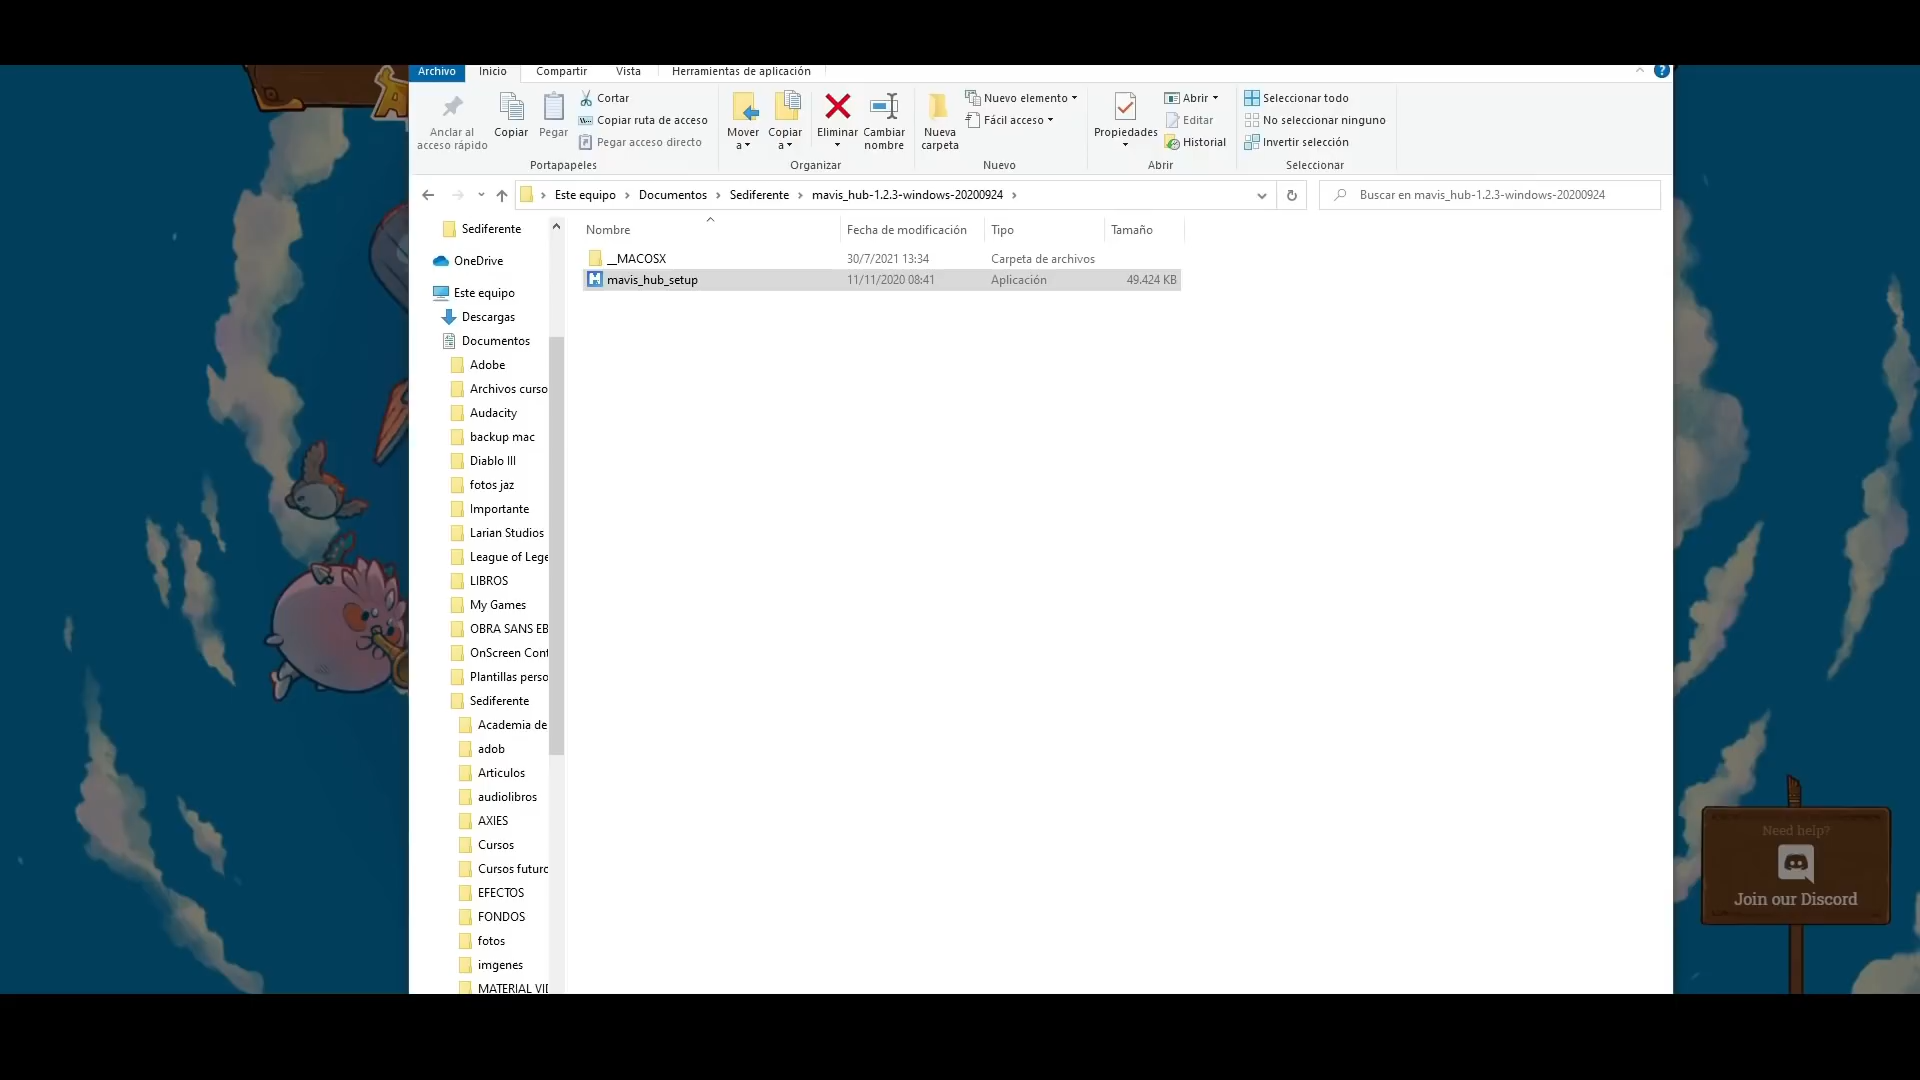 Archivo Inicio Compartir Vista Herramientas de aplicación
Anclar al acceso rápido
Copiar
Pegar
Cortar
Copiar ruta de acceso
Pegar acceso directo
Portapapeles
Mover a
Copiar a
Eliminar
Cambiar nombre
Organizar
Nueva carpeta
Nuevo elemento
Fácil acceso
Nuevo
Propiedades
Abrir
Editar
Historial
Abrir
Seleccionar todo
No seleccionar ninguno
Invertir selección
Seleccionar
Este equipo Documentos Sediferente mavis_hub-1.2.3-windows-20200924
Buscar en mavis_hub-1.2.3-windows-20200924
Sediferente
OneDrive
Este equipo
Descargas
Documentos
Adobe
Archivos curso
Audacity
backup mac
Diablo III
fotos jaz
Importante
Larian Studios
League of Lege
LIBROS
My Games
OBRA SANS EB
OnScreen Cont
Plantillas perso
Sediferente
Academia de
adob
Articulos
audiolibros
AXIES
Cursos
Cursos futuro
EFECTOS
FONDOS
fotos
imgenes
MATERIAL VID
Nombre Fecha de modificación Tipo Tamaño
__MACOSX 30/7/2021 13:34 Carpeta de archivos
mavis_hub_setup 11/11/2020 08:41 Aplicación 49.424 KB
Need help?
Join our Discord